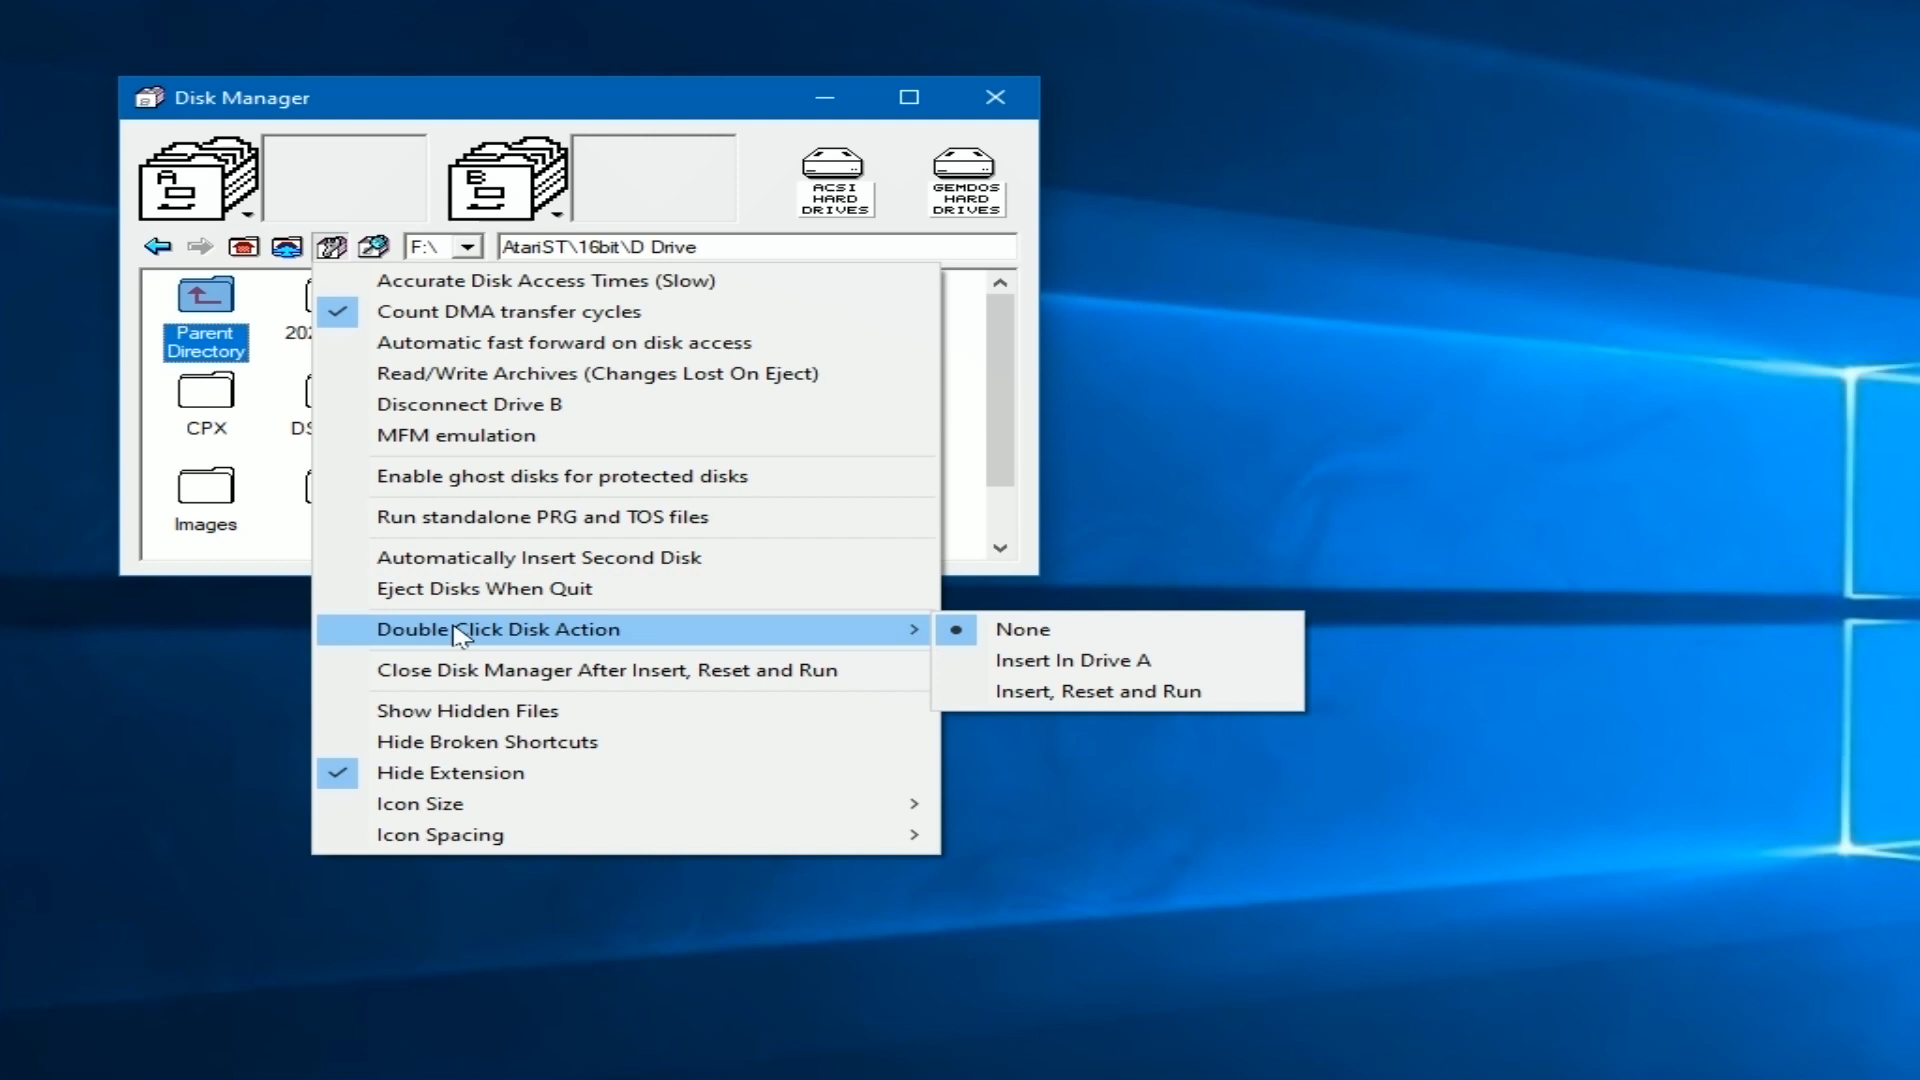 Disk Manager
A
B
ACSI
HARD
DRIVES
GEMDOS
HARD
DRIVES
F:\
AtariST\16bit\D Drive
Parent
Directory
CPX
Images
Accurate Disk Access Times (Slow)
Count DMA transfer cycles
Automatic fast forward on disk access
Read/Write Archives (Changes Lost On Eject)
Disconnect Drive B
MFM emulation
Enable ghost disks for protected disks
Run standalone PRG and TOS files
Automatically Insert Second Disk
Eject Disks When Quit
Double Click Disk Action
Close Disk Manager After Insert, Reset and Run
Show Hidden Files
Hide Broken Shortcuts
Hide Extension
Icon Size
Icon Spacing
None
Insert In Drive A
Insert, Reset and Run